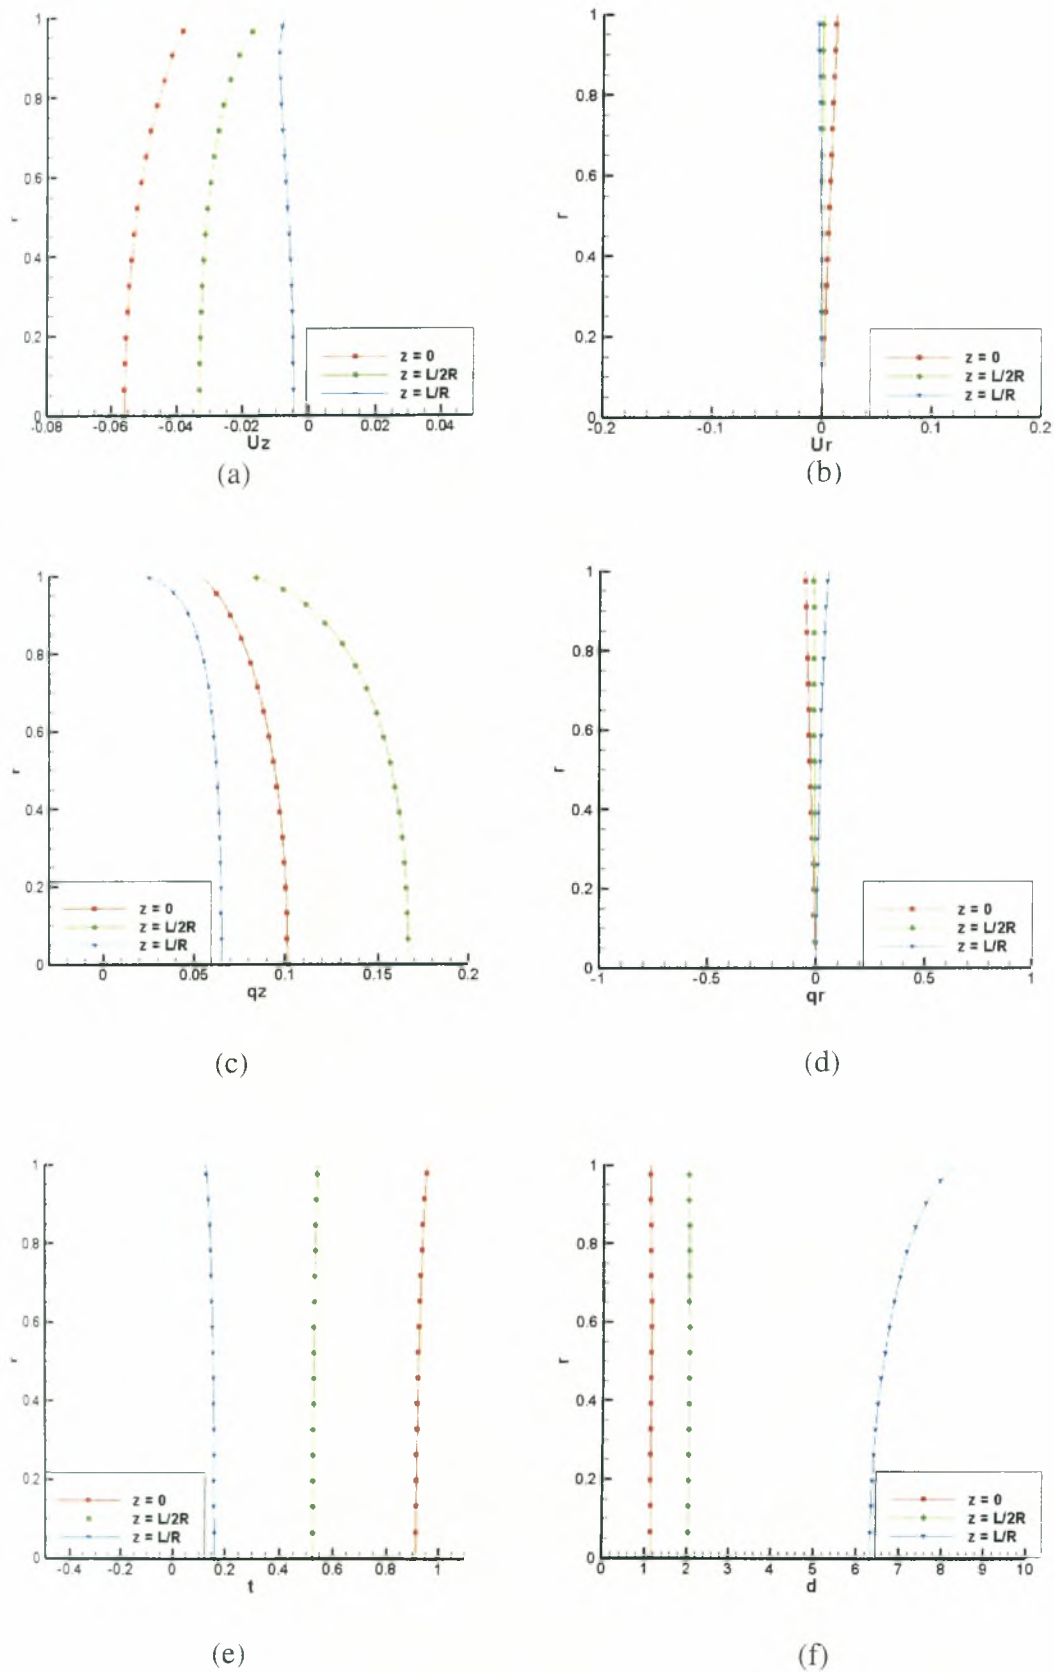 1
0.8
0.6
r
0.4
0.2
0
z = 0
z = L/2R
z = L/R
-0.08 -0.06 -0.04 -0.02 0 0.02 0.04
Uz
(a)
1
0.8
0.6
r
0.4
0.2
0
z = 0
z = L/2R
z = L/R
-0.2 -0.1 0 0.1 0.2
Ur
(b)
1
0.8
0.6
r
0.4
0.2
0
z = 0
z = L/2R
z = L/R
0 0.05 0.1 0.15 0.2
qz
(c)
1
0.8
0.6
r
0.4
0.2
0
z = 0
z = L/2R
z = L/R
-1 -0.5 0 0.5 1
qr
(d)
1
0.8
0.6
r
0.4
0.2
0
z = 0
z = L/2R
z = L/R
-0.4 -0.2 0 0.2 0.4 0.6 0.8 1
t
(e)
1
0.8
0.6
r
0.4
0.2
0
z = 0
z = L/2R
z = L/R
0 1 2 3 4 5 6 7 8 9 10
d
(f)